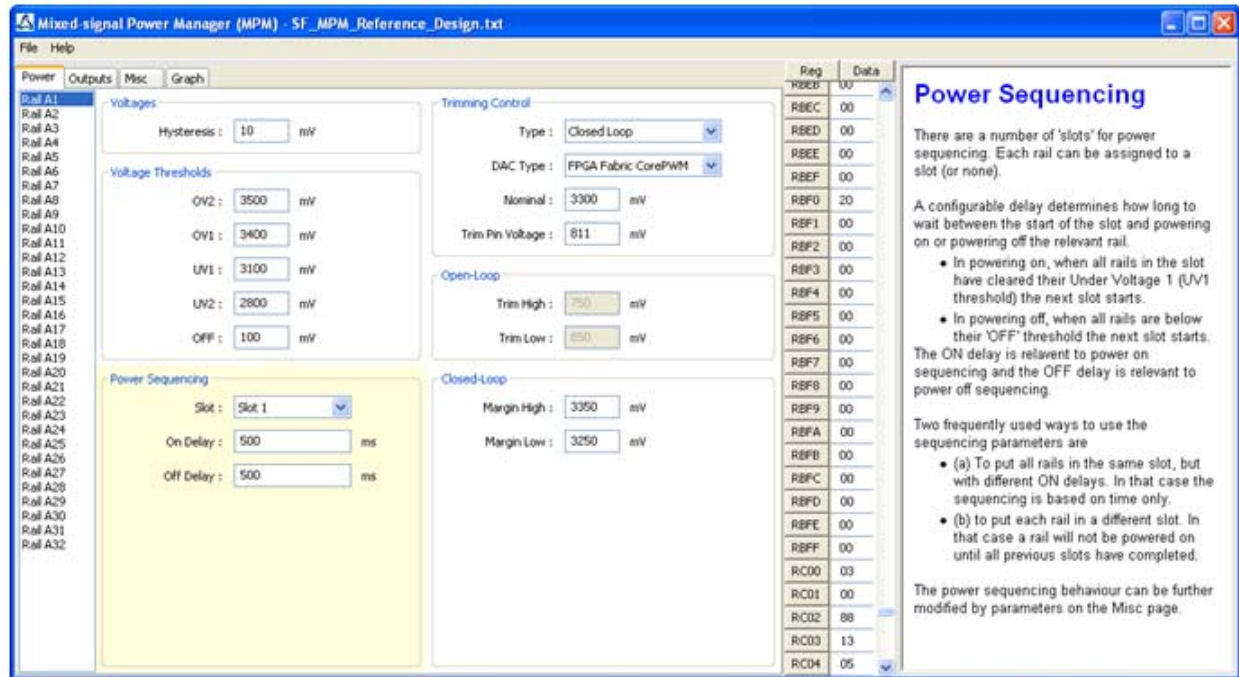 Mixed-signal Power Manager (MPM) - SF_MPM_Reference_Design.txt
File Help
Power Outputs Misc Graph
Rail A1
Rail A2
Rail A3
Rail A4
Rail A5
Rail A6
Rail A7
Rail A8
Rail A9
Rail A10
Rail A11
Rail A12
Rail A13
Rail A14
Rail A15
Rail A16
Rail A17
Rail A18
Rail A19
Rail A20
Rail A21
Rail A22
Rail A23
Rail A24
Rail A25
Rail A26
Rail A27
Rail A28
Rail A29
Rail A30
Rail A31
Rail A32
Voltages
Hysteresis : 10 mV
Voltage Thresholds
OV2 : 3500 mV
OV1 : 3400 mV
UV1 : 3100 mV
UV2 : 2800 mV
OFF : 100 mV
Power Sequencing
Slot : Slot 1
On Delay : 500 ms
Off Delay : 500 ms
Trimming Control
Type : Closed Loop
DAC Type : FPGA Fabric CorePWM
Nominal : 3300 mV
Trim Pin Voltage : 811 mV
Open-Loop
Trim High : 750 mV
Trim Low : 650 mV
Closed-Loop
Margin High : 3350 mV
Margin Low : 3250 mV
Reg Data
RBEB 00
RBEC 00
RBED 00
RBEE 00
RBEF 00
RBF0 20
RBF1 00
RBF2 00
RBF3 00
RBF4 00
RBF5 00
RBF6 00
RBF7 00
RBF8 00
RBF9 00
RBFA 00
RBFB 00
RBFC 00
RBFD 00
RBFE 00
RBFF 00
RC00 03
RC01 00
RC02 88
RC03 13
RC04 05
Power Sequencing
There are a number of 'slots' for power
sequencing. Each rail can be assigned to a
slot (or none).
A configurable delay determines how long to
wait between the start of the slot and powering
on or powering off the relevant rail.
• In powering on, when all rails in the slot
have cleared their Under Voltage 1 (UV1
threshold) the next slot starts.
• In powering off, when all rails are below
their 'OFF' threshold the next slot starts.
The ON delay is relavent to power on
sequencing and the OFF delay is relevant to
power off sequencing.
Two frequently used ways to use the
sequencing parameters are
• (a) To put all rails in the same slot, but
with different ON delays. In that case the
sequencing is based on time only.
• (b) to put each rail in a different slot. In
that case a rail will not be powered on
until all previous slots have completed.
The power sequencing behaviour can be further
modified by parameters on the Misc page.